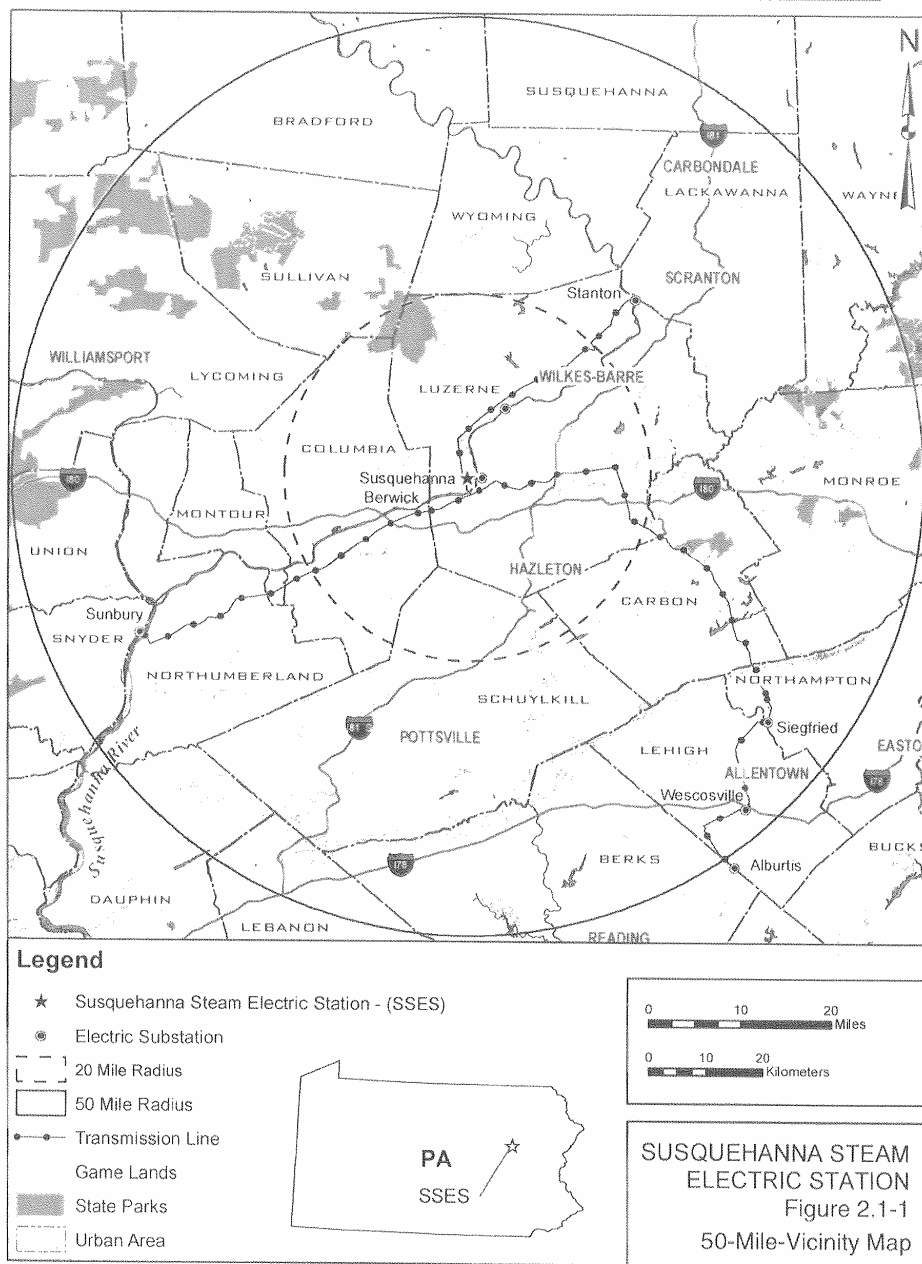 N
SUSQUEHANNA
BRADFORD
81
CARBONDALE
LACKAWANNA
WAYNE
WYOMING
SULLIVAN
SCRANTON
Stanton
WILLIAMSPORT
LYCOMING
LUZERNE
WILKES-BARRE
COLUMBIA
Susquehanna
Berwick
80
180
MONROE
MONTOUR
UNION
HAZLETON
CARBON
Sunbury
SNYDER
NORTHUMBERLAND
NORTHAMPTON
SCHUYLKILL
Siegfried
81
POTTSVILLE
LEHIGH
EASTO
ALLENTOWN
78
Wescosville
Susquehanna River
BERKS
BUCKS
Alburtis
DAUPHIN
LEBANON
READING
Legend
Susquehanna Steam Electric Station - (SSES)
Electric Substation
20 Mile Radius
50 Mile Radius
Transmission Line
Game Lands
State Parks
Urban Area
PA
SSES
0 10 20
Miles
0 10 20
Kilometers
SUSQUEHANNA STEAM
ELECTRIC STATION
Figure 2.1-1
50-Mile-Vicinity Map